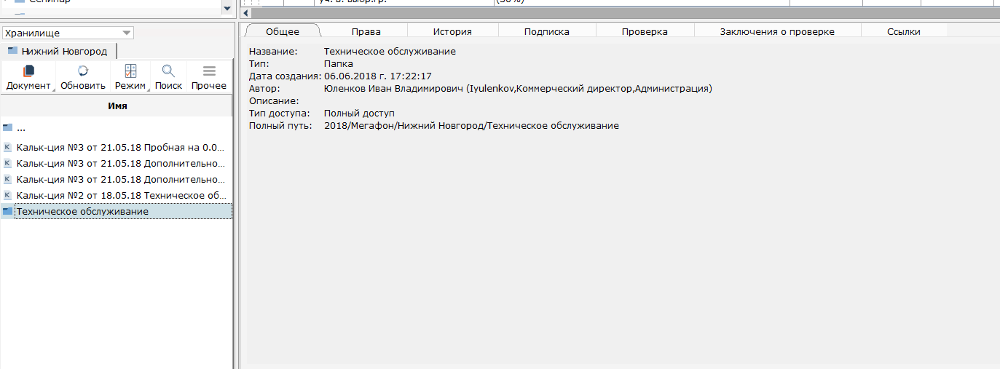 Семинар
уч. в. выбр.гр.
(30%)
Хранилище
Нижний Новгород
Документ Обновить Режим Поиск Прочее
Имя
...
Кальк-ция №3 от 21.05.18 Пробная на 0.0...
Кальк-ция №3 от 21.05.18 Дополнительно...
Кальк-ция №3 от 21.05.18 Дополнительно...
Кальк-ция №2 от 18.05.18 Техническое об...
Техническое обслуживание
Общее Права История Подписка Проверка Заключения о проверке Ссылки
Название: Техническое обслуживание
Тип: Папка
Дата создания: 06.06.2018 г. 17:22:17
Автор: Юленков Иван Владимирович (Iyulenkov,Коммерческий директор,Администрация)
Описание:
Тип доступа: Полный доступ
Полный путь: 2018/Мегафон/Нижний Новгород/Техническое обслуживание